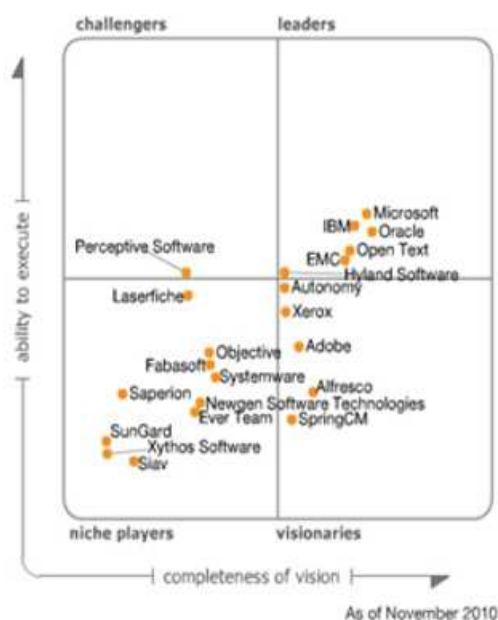 challengers
leaders
ability to execute
Microsoft
IBM
Oracle
Open Text
EMC
Perceptive Software
Hyland Software
Autonomy
Laserfiche
Xerox
Adobe
Objective
Fabasoft
Systemware
Alfresco
Saperion
Newgen Software Technologies
Ever Team
SpringCM
SunGard
Xythos Software
Siav
niche players
visionaries
completeness of vision
As of November 2010